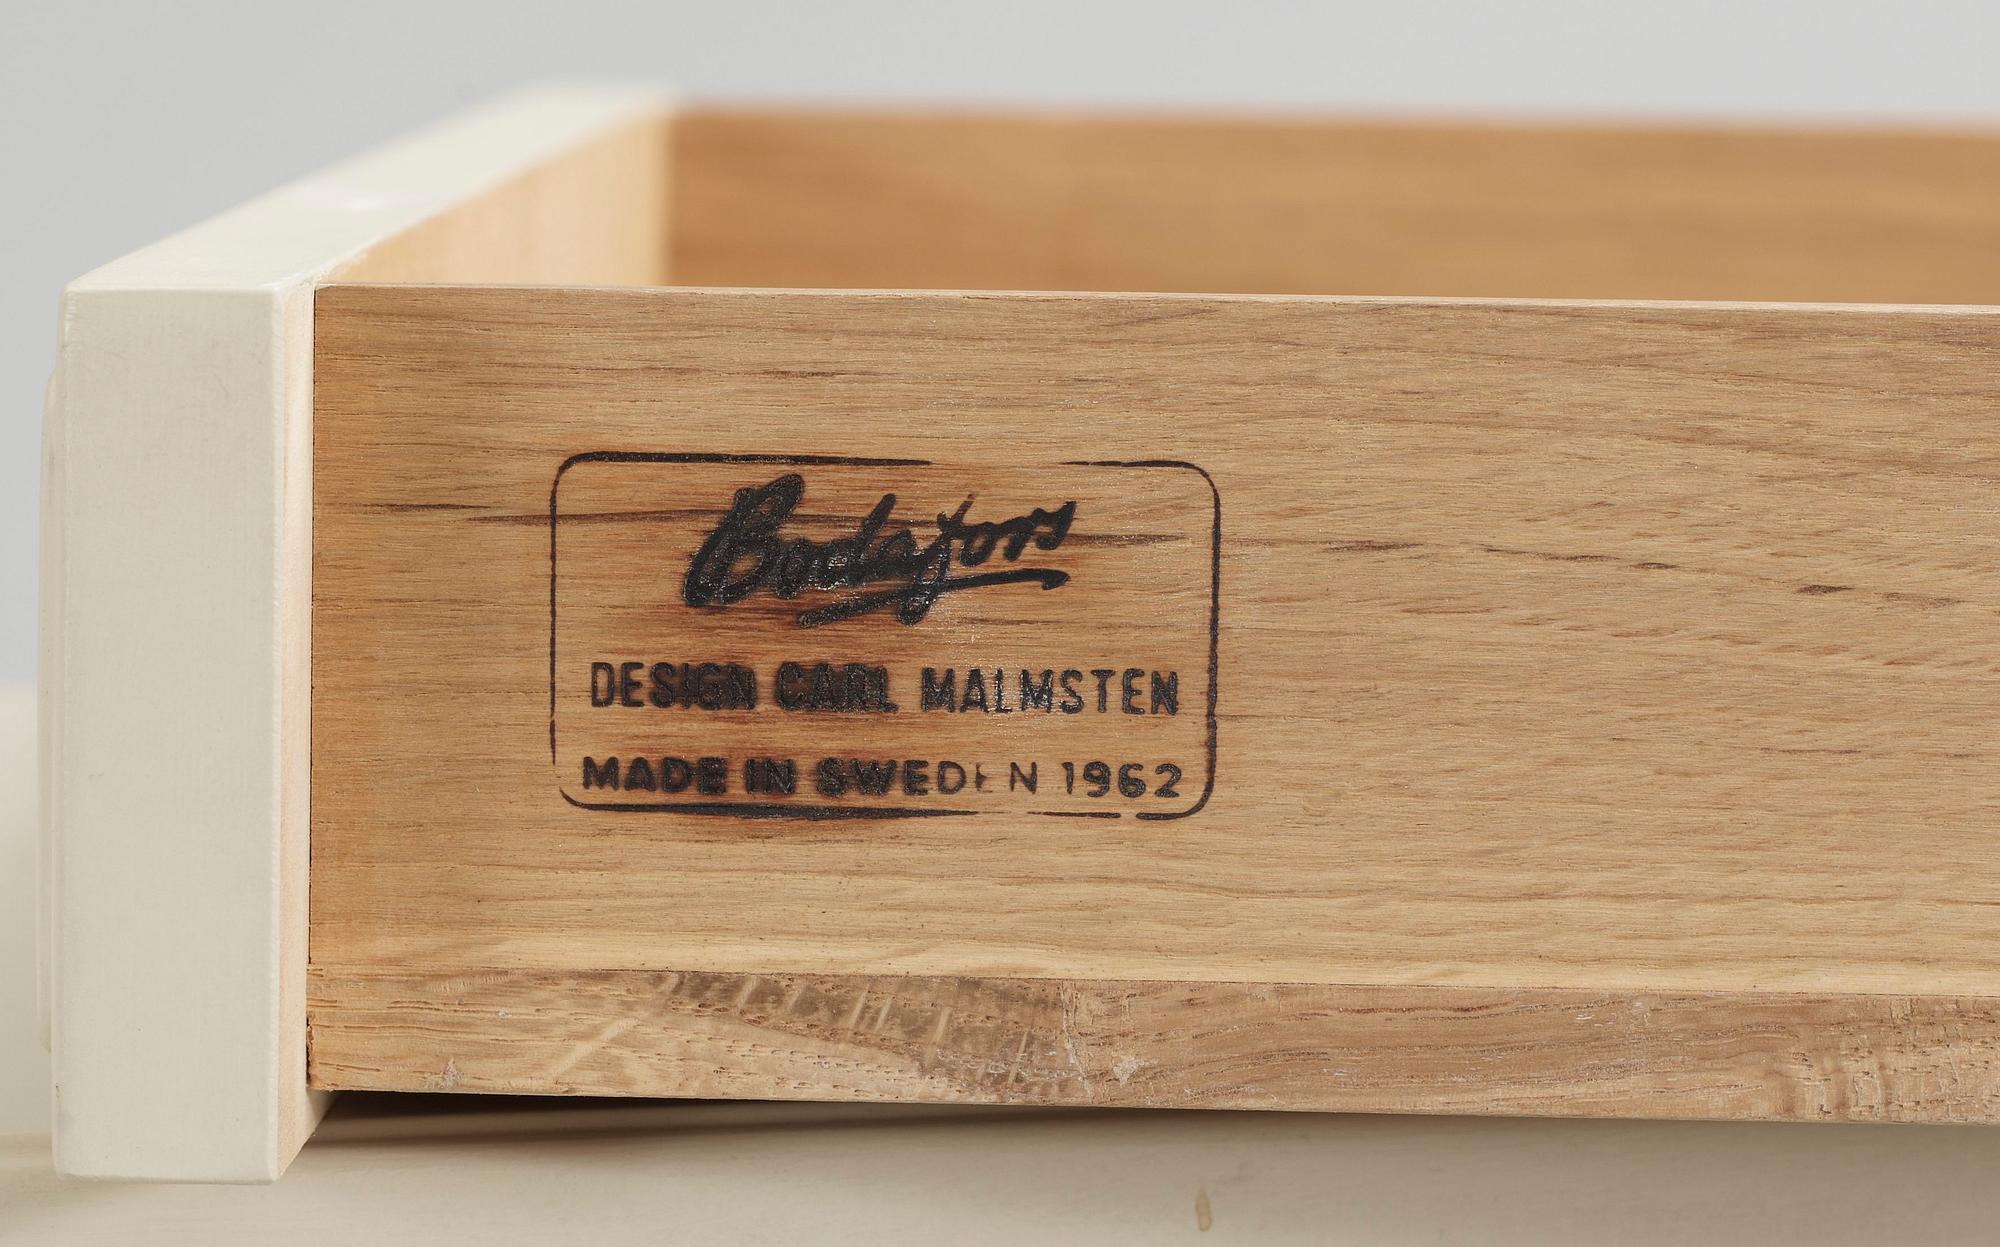 Bodafors
DESIGN CARL MALMSTEN
MADE IN SWEDEN 1962